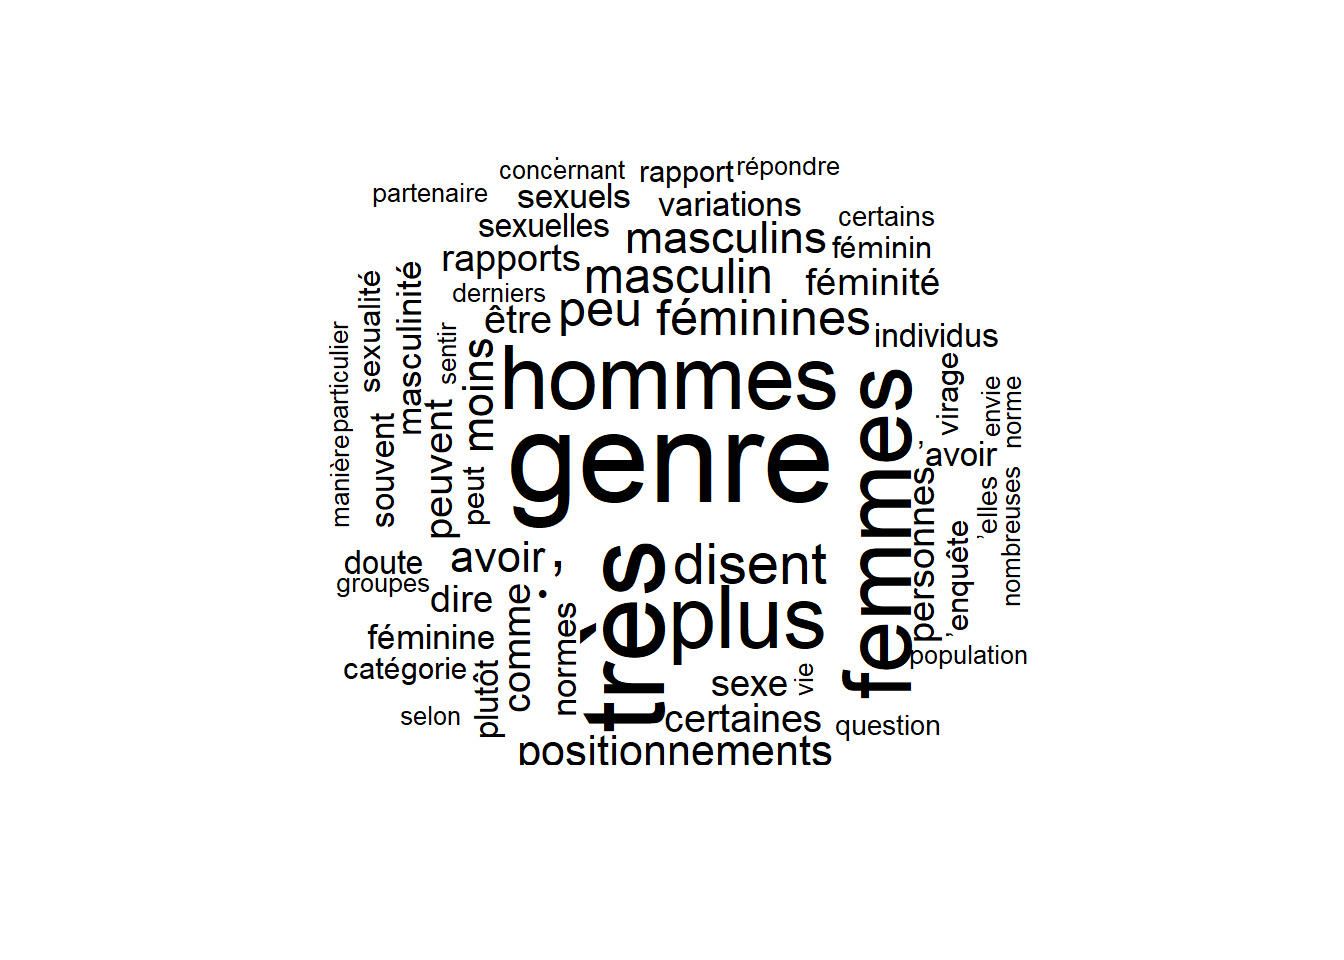 concernant
rapport
répondre
partenaire
sexuels
variations
certains
sexuelles
masculins
féminin
rapports
masculin
féminité
derniers
être
peu
féminines
individus
particulier
sexualité
masculinité
sentir
moins
hommes
femmes
virage
envie
norme
manière
souvent
peuvent
peut
genre
’avoir
personnes
’elles
nombreuses
’enquête
doute
groupes
avoir
,
.
dire
comme
normes
très
disent
plus
féminine
catégorie
plutôt
selon
sexe
vie
population
certaines
question
positionnements